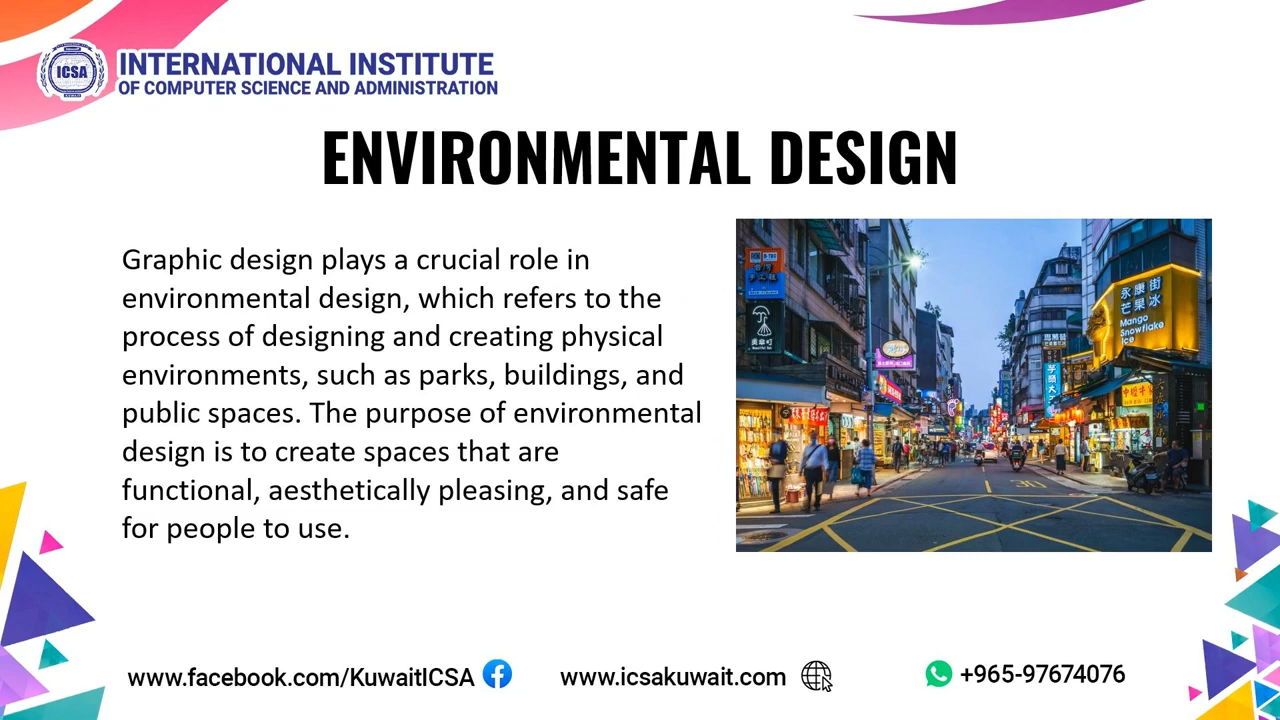 ICSA
INTERNATIONAL INSTITUTE
OF COMPUTER SCIENCE AND ADMINISTRATION
ENVIRONMENTAL DESIGN
Graphic design plays a crucial role in
environmental design, which refers to the
process of designing and creating physical
environments, such as parks, buildings, and
public spaces. The purpose of environmental
design is to create spaces that are
functional, aesthetically pleasing, and safe
for people to use.
永康街
芒果冰
Mango
Snowflake
Ice
30
www.facebook.com/KuwaitICSA
www.icsakuwait.com
+965-97674076